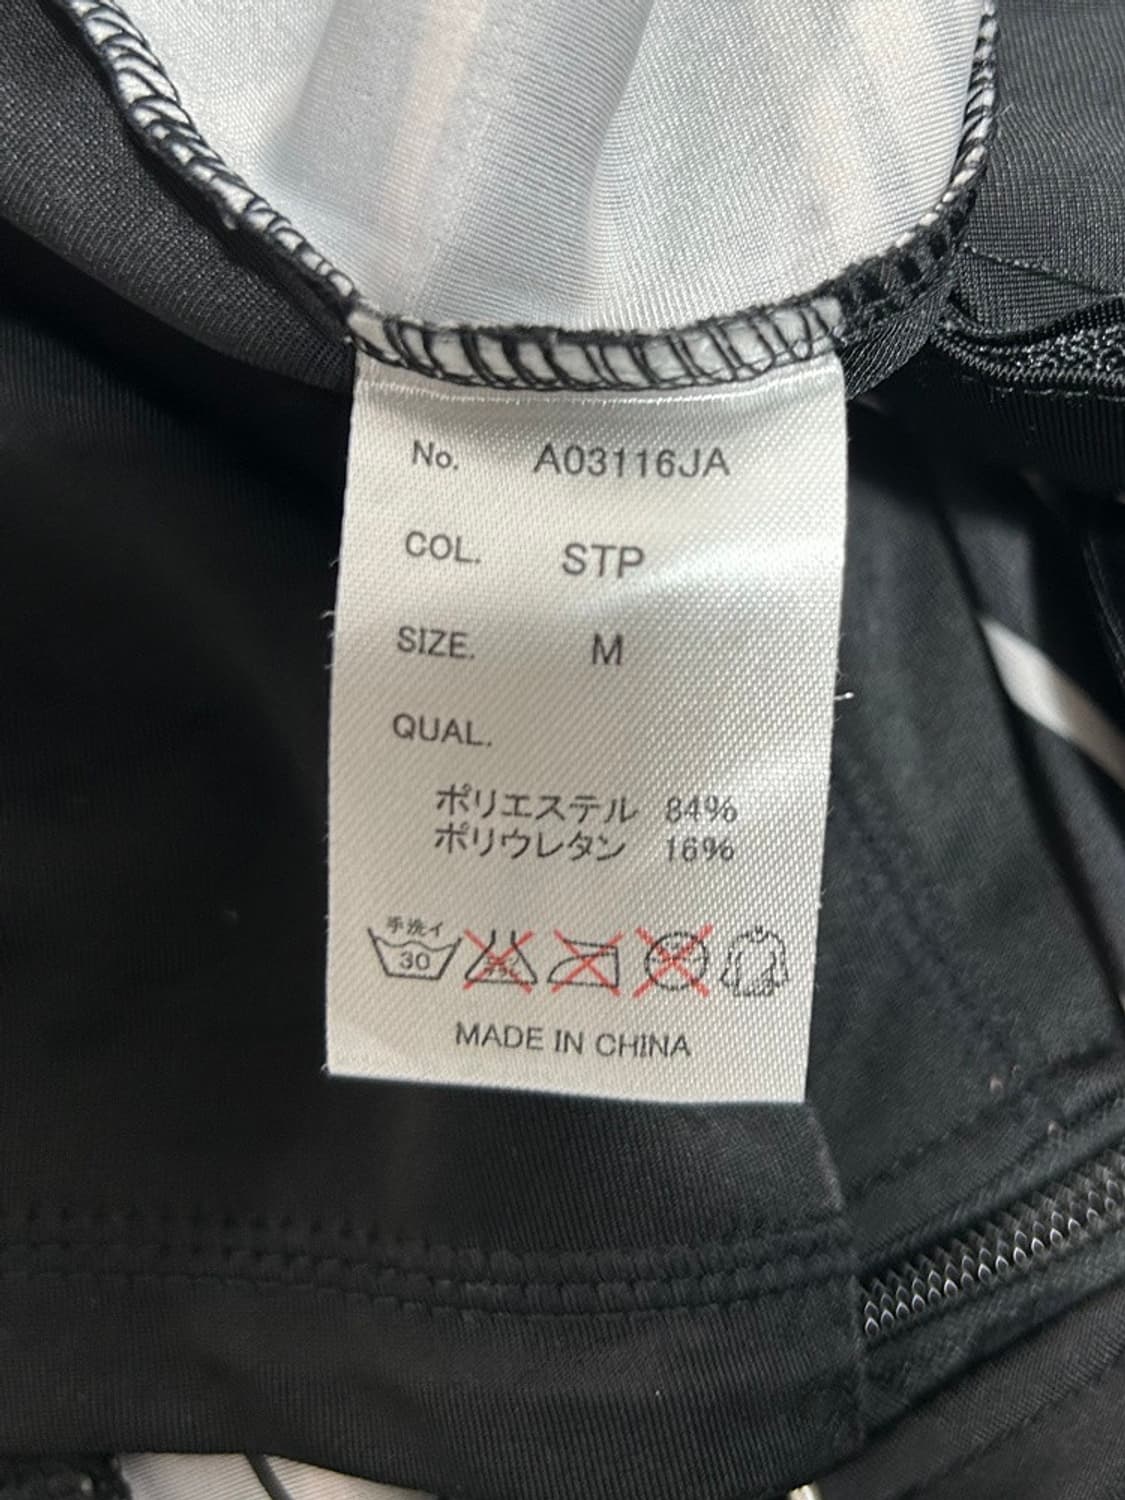 No. A03116JA
COL. STP
SIZE. M
QUAL.
ポリエステル 84%
ポリウレタン 16%
手洗イ
30
MADE IN CHINA